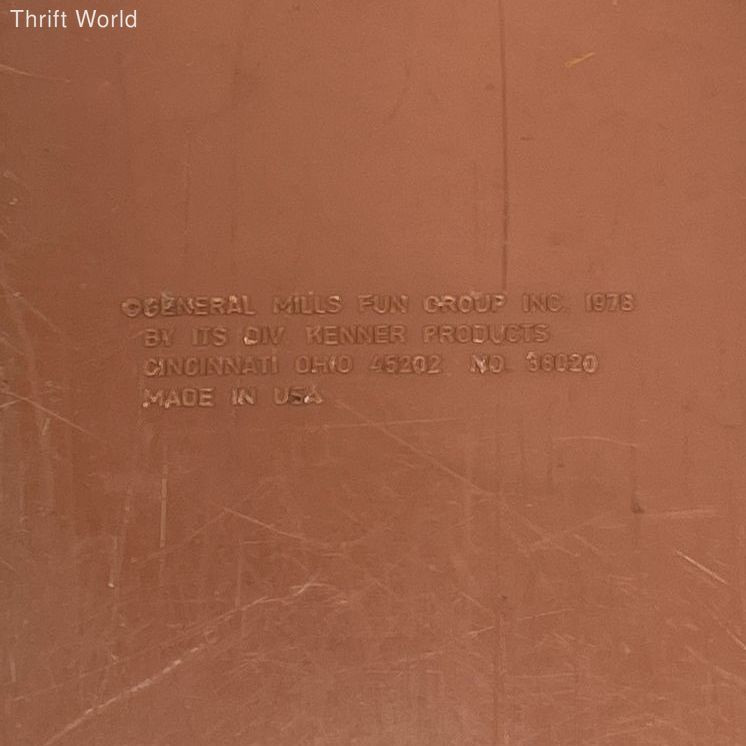 Thrift World
©GENERAL MILLS FUN GROUP INC. 1978
BY ITS DIV. KENNER PRODUCTS
CINCINNATI OHIO 45202 NO. 38020
MADE IN USA